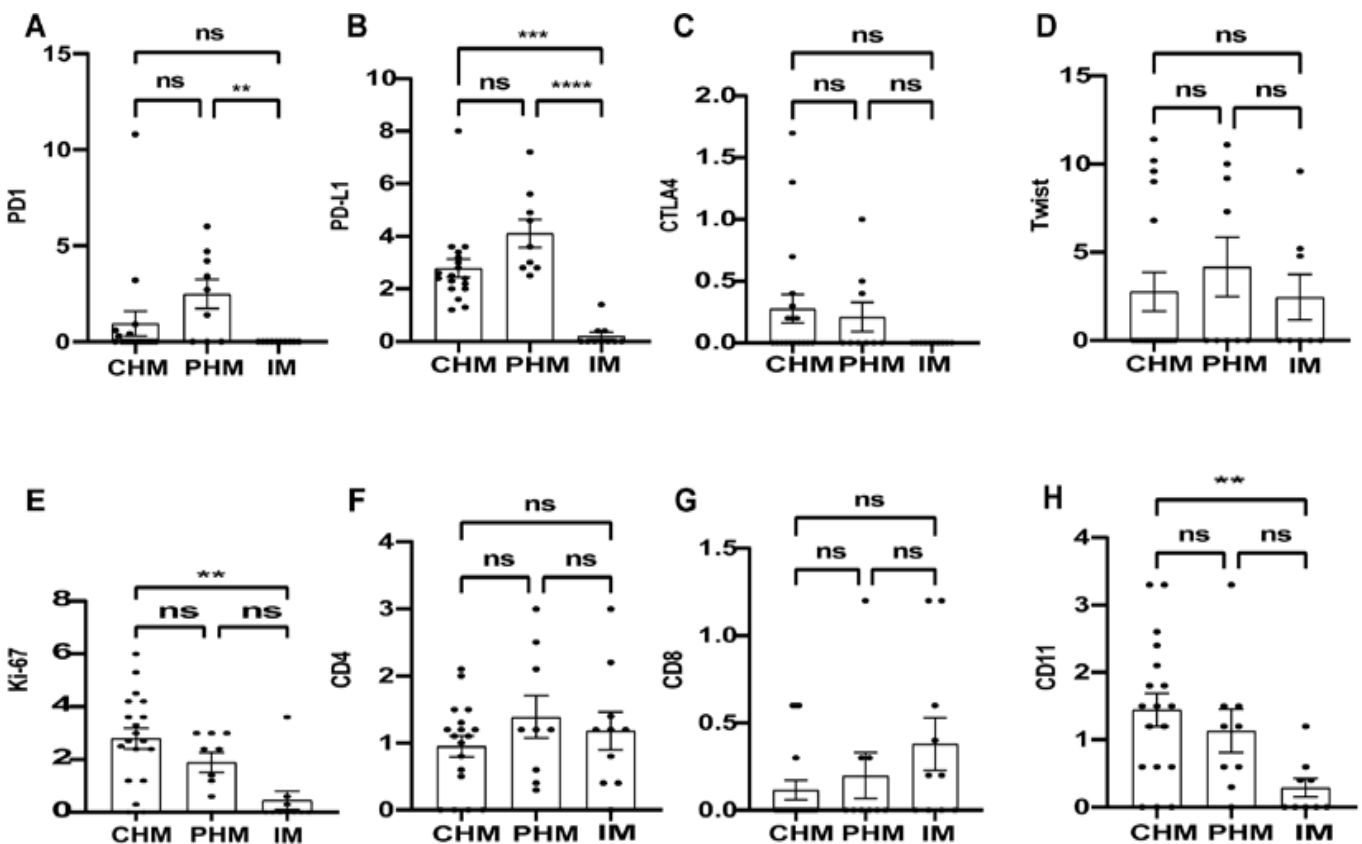 A
ns
15
ns
**
10
PD1
5
0
CHM PHM IM
B
***
10
ns
****
8
6
PD-L1
4
2
0
CHM PHM IM
C
ns
2.0
ns ns
1.5
CTLA4
1.0
0.5
0.0
CHM PHM IM
D
ns
15
ns ns
10
Twist
5
0
CHM PHM IM
E
**
8
ns ns
6
Ki-67
4
2
0
CHM PHM IM
F
ns
4
ns ns
3
CD4
2
1
0
CHM PHM IM
G
ns
1.5
ns ns
1.0
CD8
0.5
0.0
CHM PHM IM
H
**
4
ns ns
3
CD11
2
1
0
CHM PHM IM